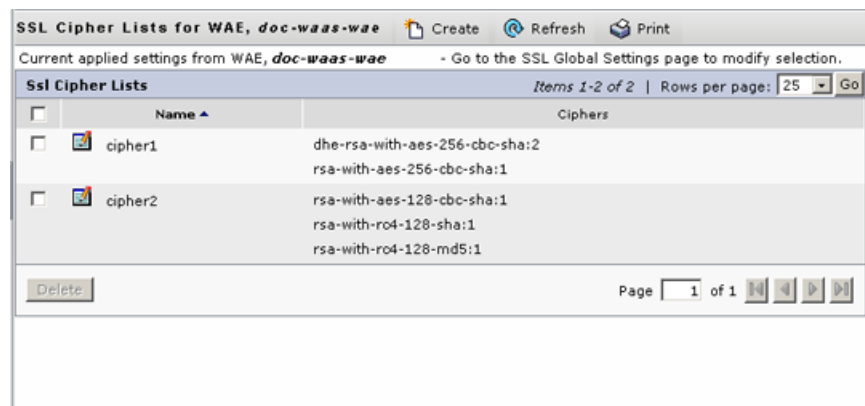 SSL Cipher Lists for WAE, doc-waas-wae Create Refresh Print
Current applied settings from WAE, doc-waas-wae - Go to the SSL Global Settings page to modify selection.
Ssl Cipher Lists Items 1-2 of 2 | Rows per page: 25 Go
Name Ciphers
cipher1 dhe-rsa-with-aes-256-cbc-sha:2
rsa-with-aes-256-cbc-sha:1
cipher2 rsa-with-aes-128-cbc-sha:1
rsa-with-rc4-128-sha:1
rsa-with-rc4-128-md5:1
Delete Page 1 of 1